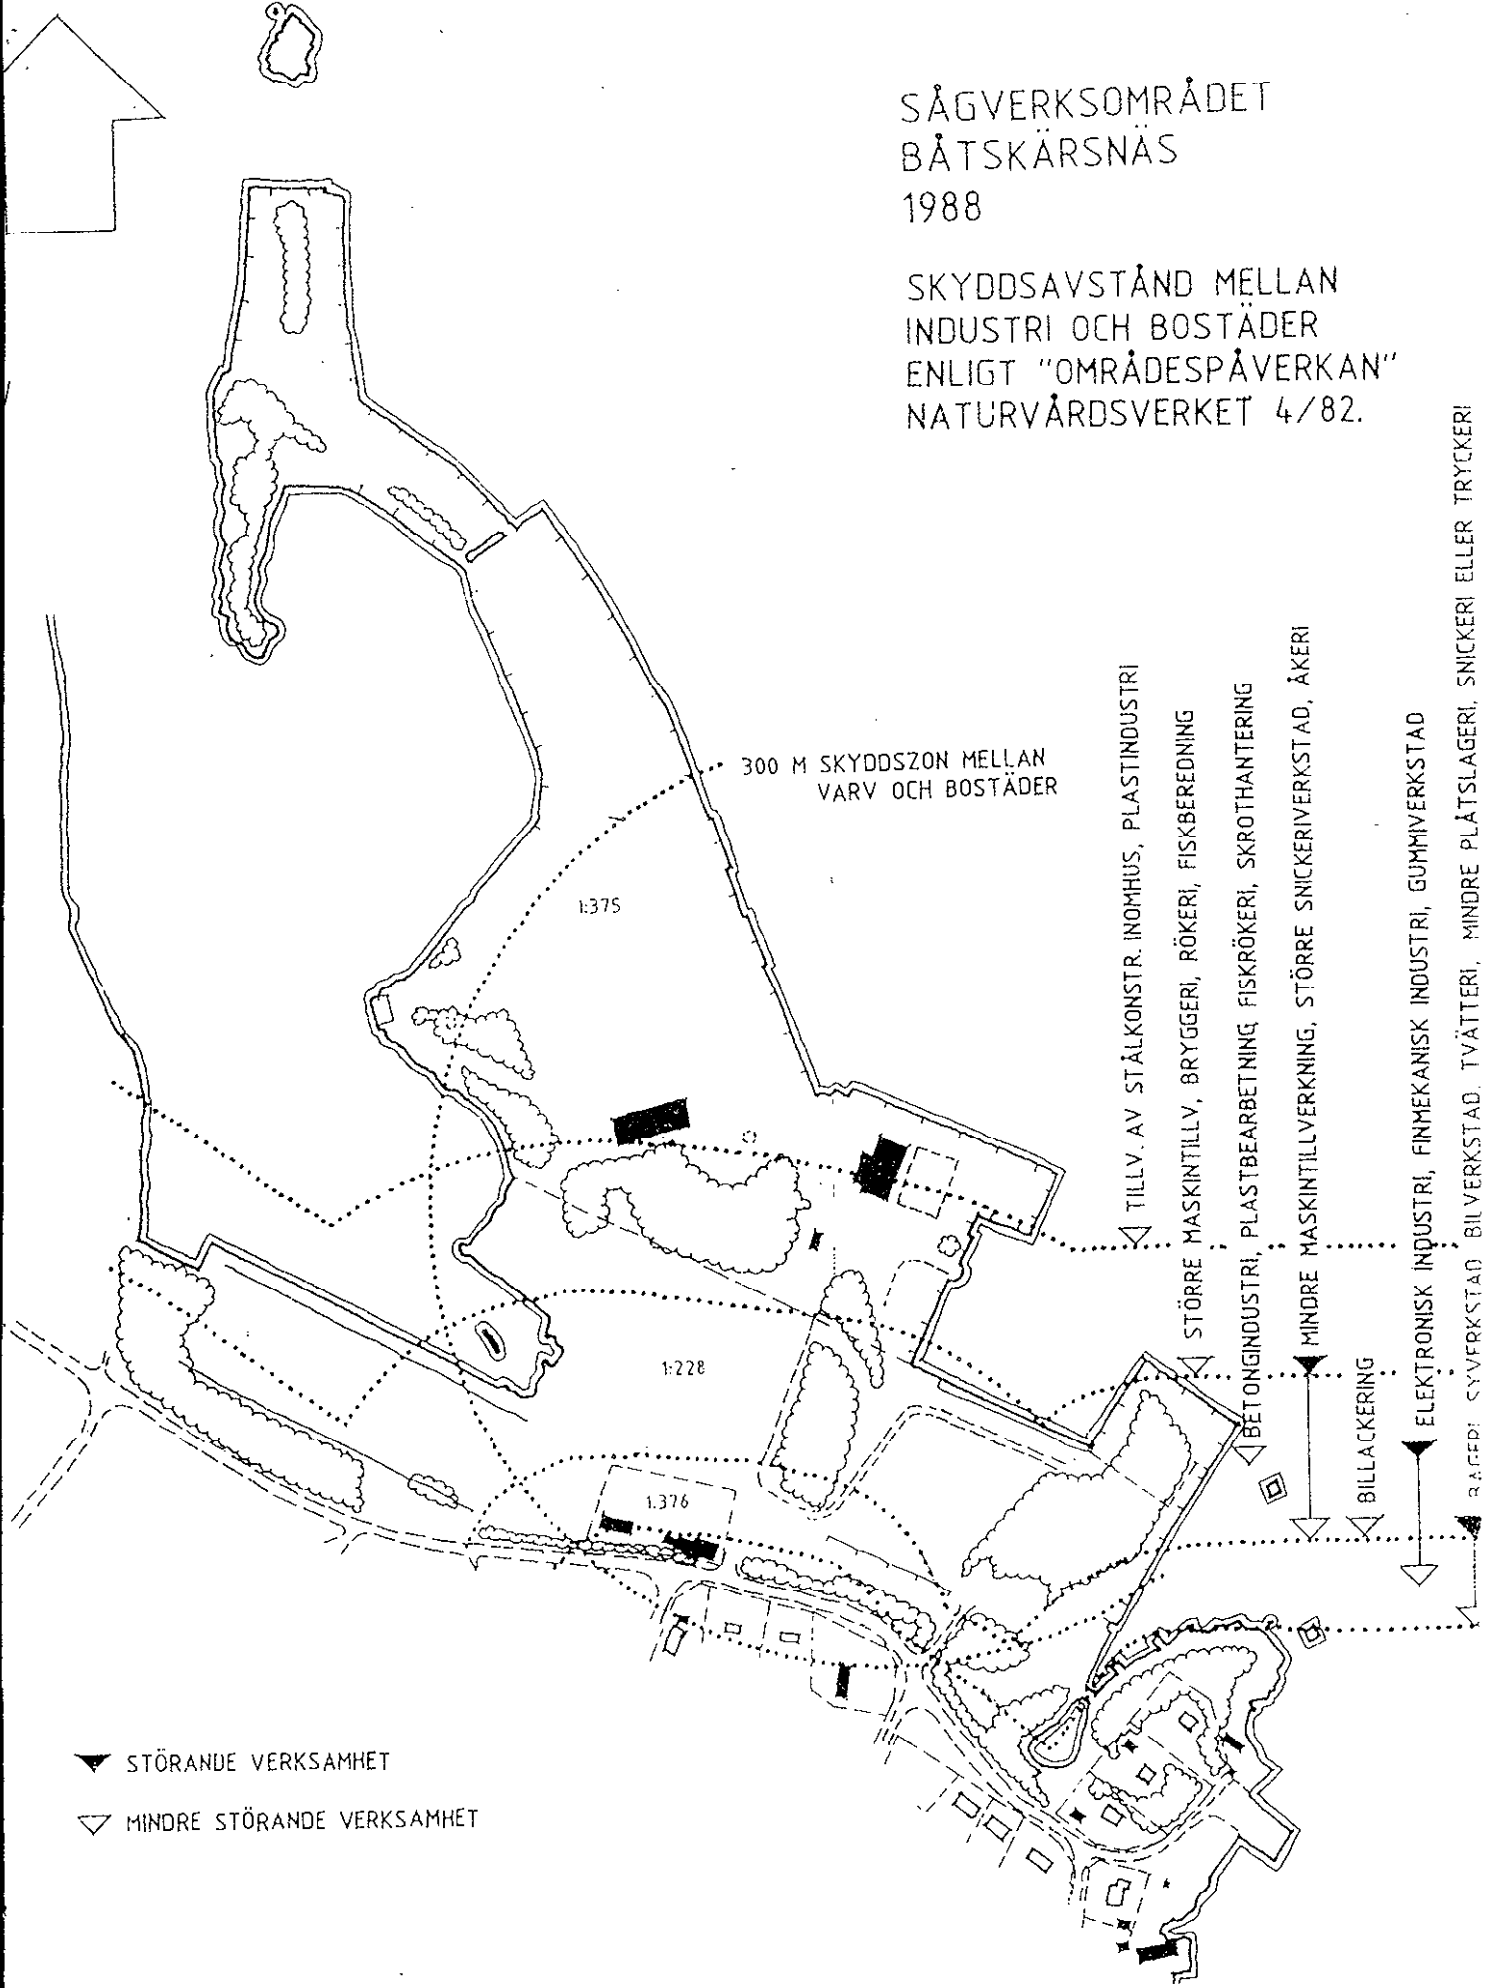 SÅGVERKSOMRÅDET
BÅTSKÄRSNÄS
1988
SKYDDSAVSTÅND MELLAN
INDUSTRI OCH BOSTÄDER
ENLIGT "OMRÅDESPÅVERKAN"
NATURVÅRDSVERKET 4/82.
300 M SKYDDSZON MELLAN
VARV OCH BOSTÄDER
1:375
1:228
1:376
TILLV. AV STÅLKONSTR. INOMHUS, PLASTINDUSTRI
STÖRRE MASKINTILLV, BRYGGERI, RÖKERI, FISKBEREDNING
BETONGINDUSTRI, PLASTBEARBETNING, FISKRÖKERI, SKROTHANTERING
MINDRE MASKINTILLVERKNING, STÖRRE SNICKERIVERKSTAD, ÅKERI
BILLACKERING
ELEKTRONISK INDUSTRI, FINMEKANISK INDUSTRI, GUMMIVERKSTAD
BAGERI SYVERKSTAD BILVERKSTAD, TVÄTTERI, MINDRE PLÅTSLAGERI, SNICKERI ELLER TRYCKERI
STÖRANDE VERKSAMHET
MINDRE STÖRANDE VERKSAMHET